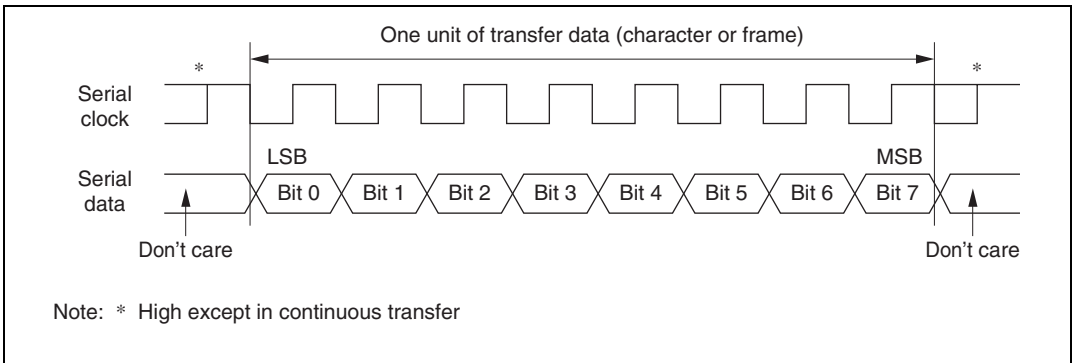 One unit of transfer data (character or frame)
* *
Serial
clock
LSB MSB
Serial
data
Bit 0 Bit 1 Bit 2 Bit 3 Bit 4 Bit 5 Bit 6 Bit 7
Don't care Don't care
Note: * High except in continuous transfer